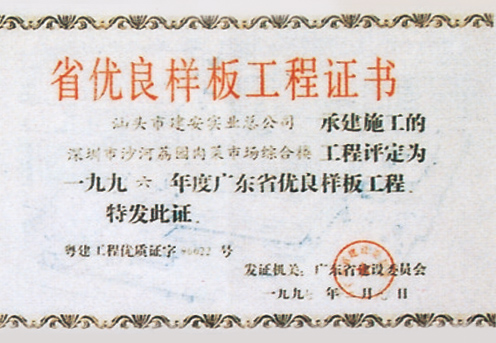 省优良样板工程证书
汕头市建安实业总公司 承建施工的
深圳市沙河荔园肉菜市场综合楼 工程评定为
一九九六 年度广东省优良样板工程
特发此证
粤建工程优质证字 96022 号
发证机关:广东省建设委员会
一九九 年 月 日